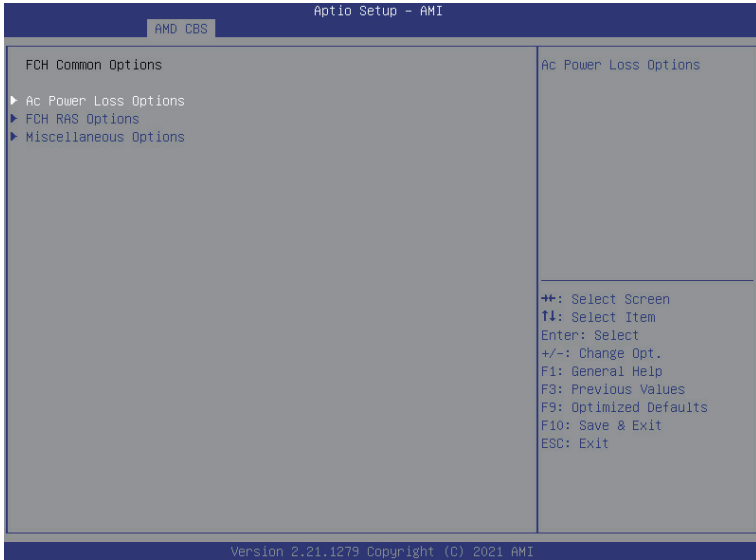 Aptio Setup – AMI
AMD CBS
FCH Common Options
Ac Power Loss Options
FCH RAS Options
Miscellaneous Options
Ac Power Loss Options
→←: Select Screen
↑↓: Select Item
Enter: Select
+/-: Change Opt.
F1: General Help
F3: Previous Values
F9: Optimized Defaults
F10: Save & Exit
ESC: Exit
Version 2.21.1279 Copyright (C) 2021 AMI